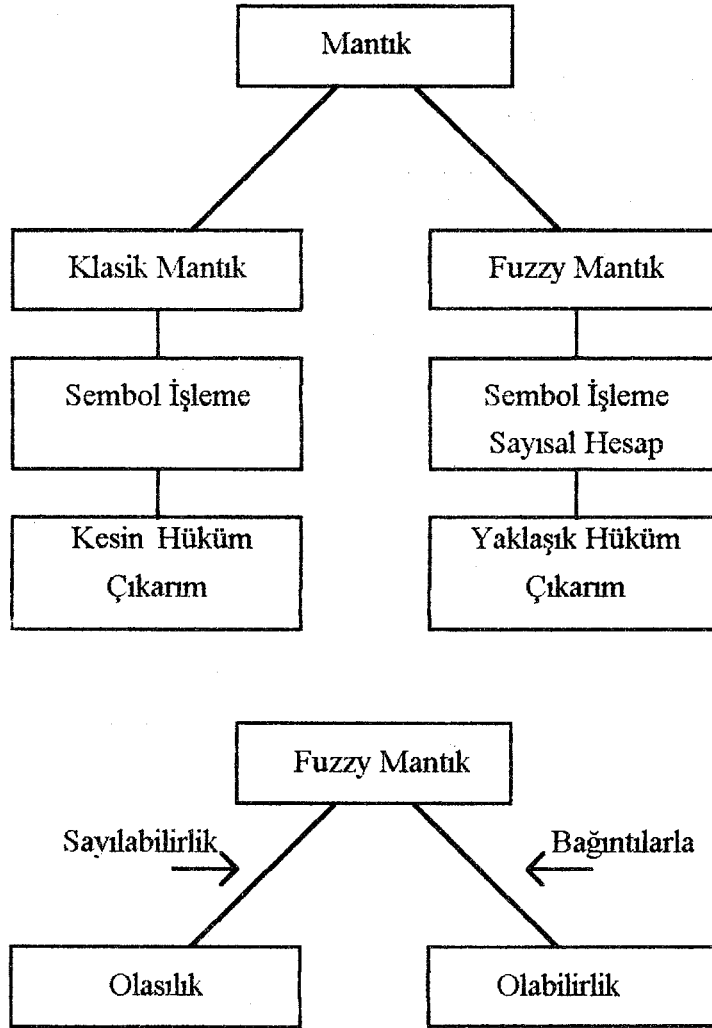 Mantık
Klasik Mantık
Fuzzy Mantık
Sembol İşleme
Sembol İşleme
Sayısal Hesap
Kesin Hüküm
Çıkarım
Yaklaşık Hüküm
Çıkarım
Fuzzy Mantık
Sayılabilirlik
Bağıntılarla
Olasılık
Olabilirlik